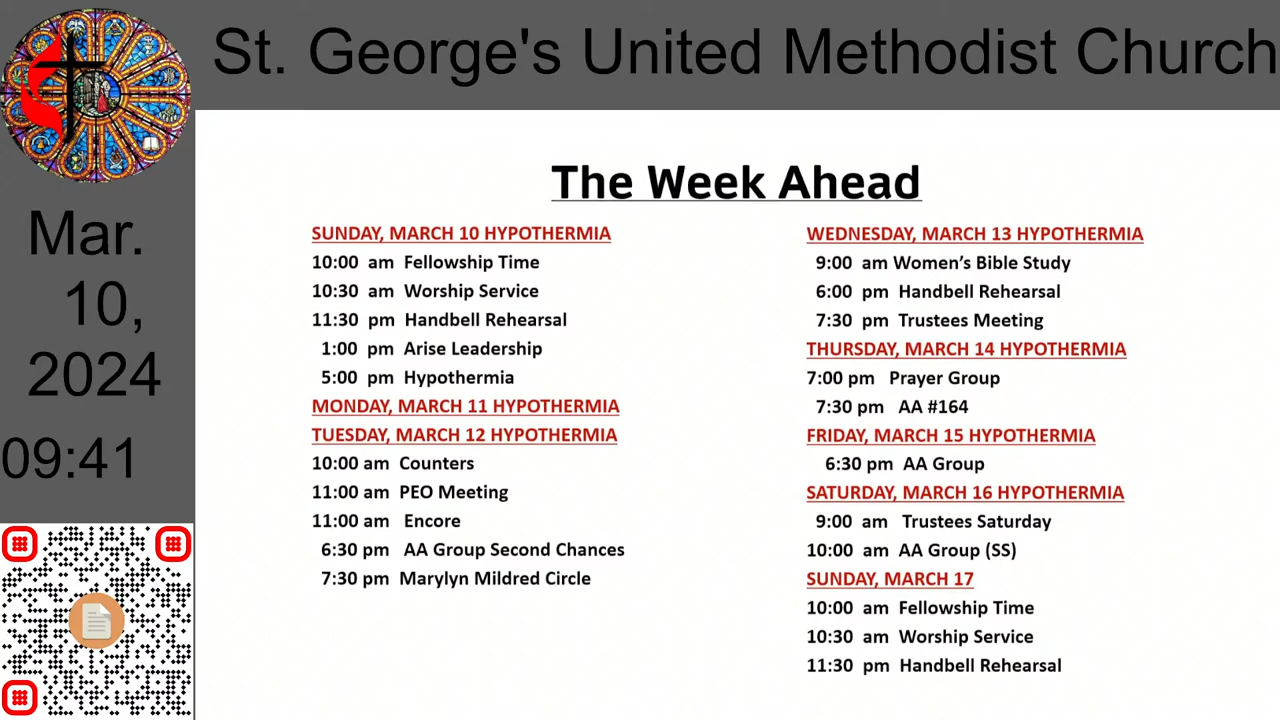 St. George's United Methodist Church
Mar.
10,
2024
09:41
The Week Ahead
SUNDAY, MARCH 10 HYPOTHERMIA
10:00 am Fellowship Time
10:30 am Worship Service
11:30 pm Handbell Rehearsal
1:00 pm Arise Leadership
5:00 pm Hypothermia
MONDAY, MARCH 11 HYPOTHERMIA
TUESDAY, MARCH 12 HYPOTHERMIA
10:00 am Counters
11:00 am PEO Meeting
11:00 am Encore
6:30 pm AA Group Second Chances
7:30 pm Marylyn Mildred Circle
WEDNESDAY, MARCH 13 HYPOTHERMIA
9:00 am Women’s Bible Study
6:00 pm Handbell Rehearsal
7:30 pm Trustees Meeting
THURSDAY, MARCH 14 HYPOTHERMIA
7:00 pm Prayer Group
7:30 pm AA #164
FRIDAY, MARCH 15 HYPOTHERMIA
6:30 pm AA Group
SATURDAY, MARCH 16 HYPOTHERMIA
9:00 am Trustees Saturday
10:00 am AA Group (SS)
SUNDAY, MARCH 17
10:00 am Fellowship Time
10:30 am Worship Service
11:30 pm Handbell Rehearsal